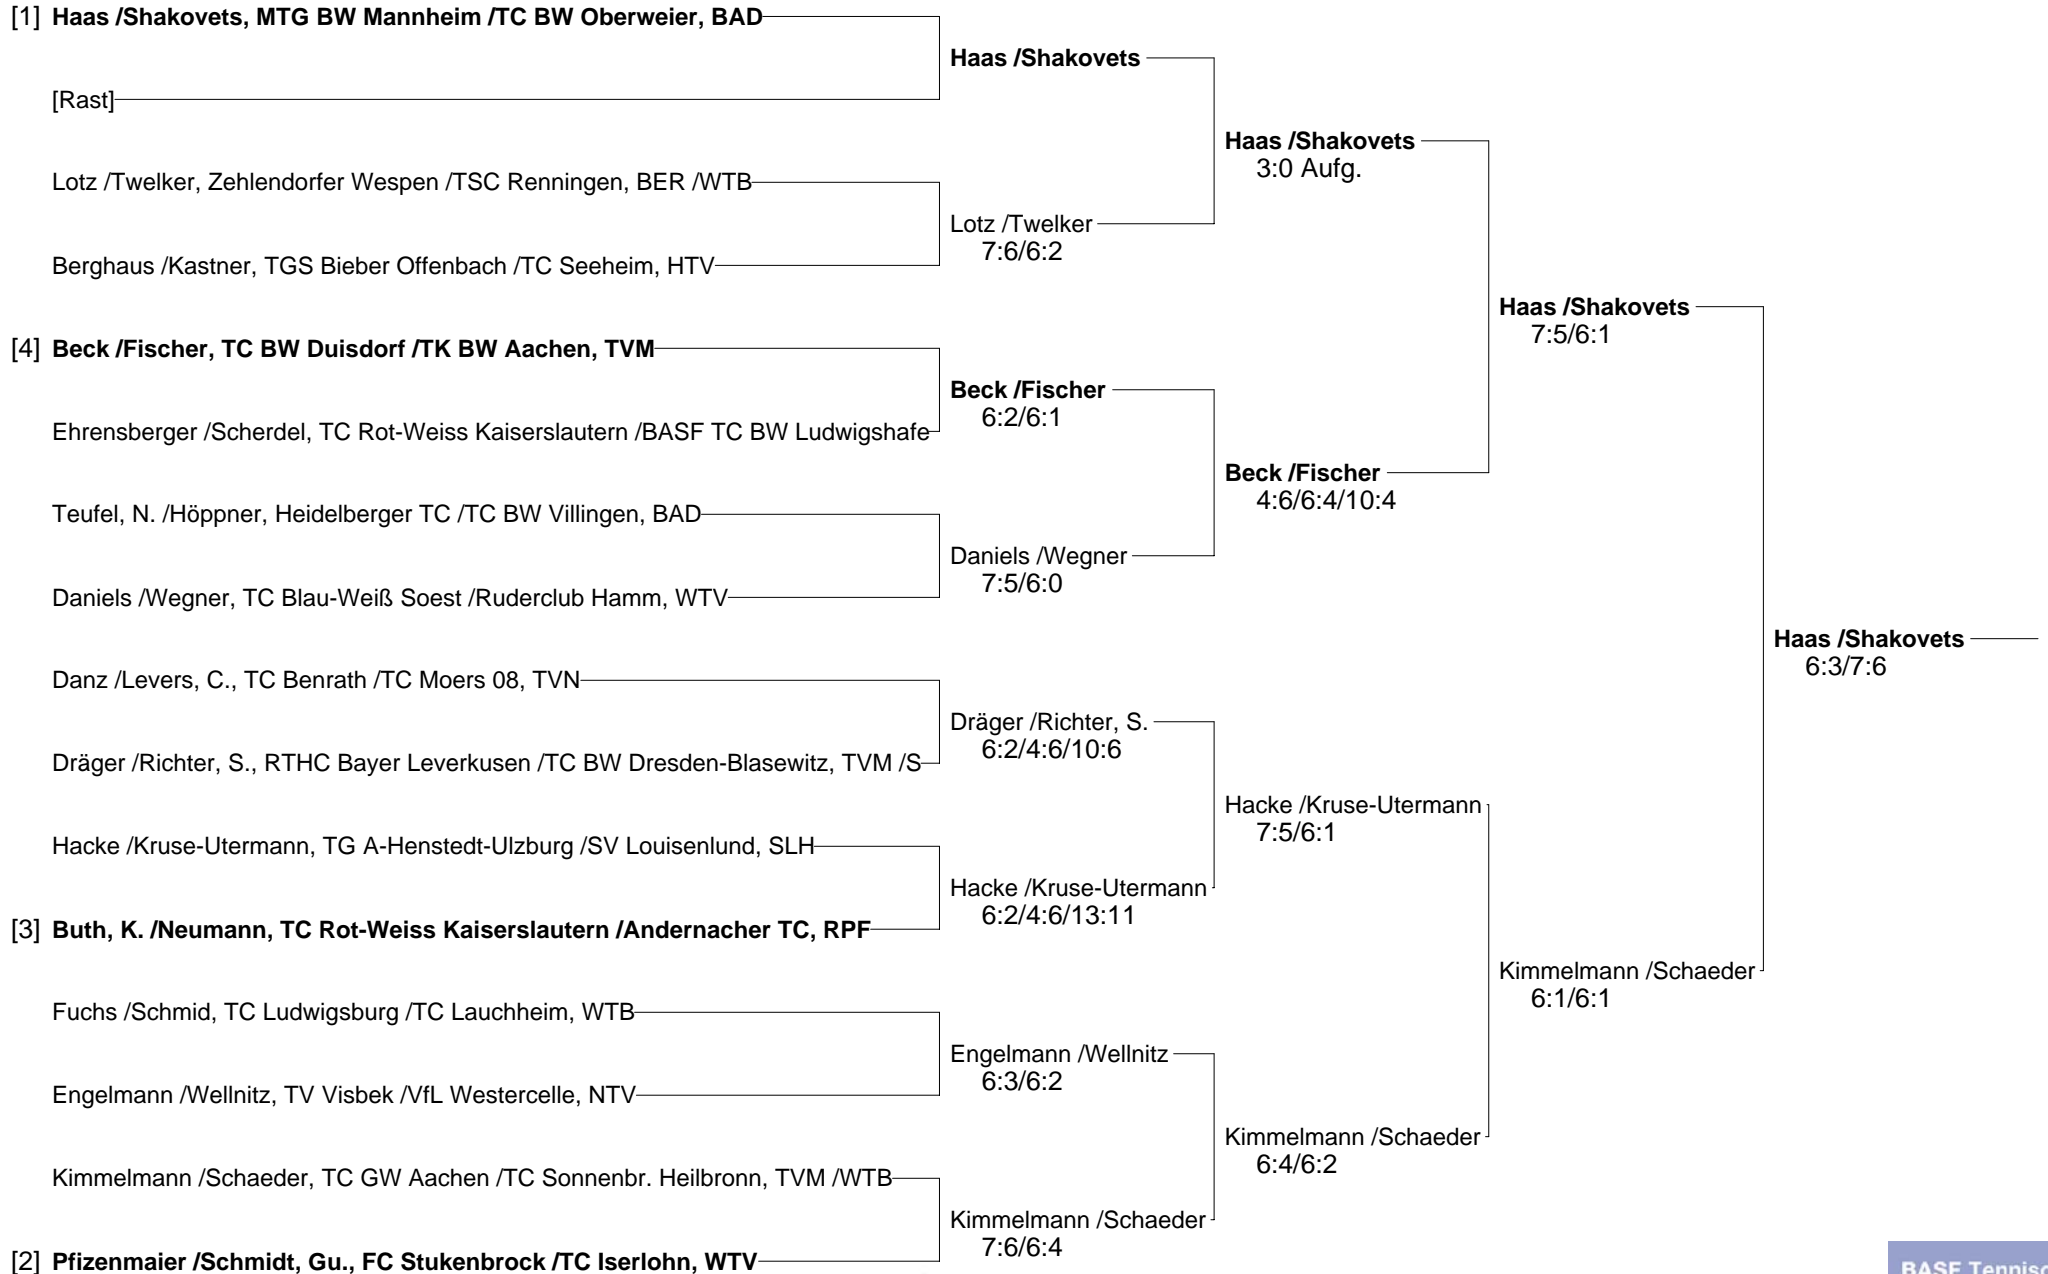 [1] Haas /Shakovets, MTG BW Mannheim /TC BW Oberweier, BAD
Haas /Shakovets
[Rast]
Haas /Shakovets
3:0 Aufg.
Lotz /Twelker, Zehlendorfer Wespen /TSC Renningen, BER /WTB
Lotz /Twelker
7:6/6:2
Berghaus /Kastner, TGS Bieber Offenbach /TC Seeheim, HTV
Haas /Shakovets
7:5/6:1
[4] Beck /Fischer, TC BW Duisdorf /TK BW Aachen, TVM
Beck /Fischer
6:2/6:1
Ehrensberger /Scherdel, TC Rot-Weiss Kaiserslautern /BASF TC BW Ludwigshafe
Beck /Fischer
4:6/6:4/10:4
Teufel, N. /Höppner, Heidelberger TC /TC BW Villingen, BAD
Daniels /Wegner
7:5/6:0
Daniels /Wegner, TC Blau-Weiß Soest /Ruderclub Hamm, WTV
Haas /Shakovets
6:3/7:6
Danz /Levers, C., TC Benrath /TC Moers 08, TVN
Dräger /Richter, S.
6:2/4:6/10:6
Dräger /Richter, S., RTHC Bayer Leverkusen /TC BW Dresden-Blasewitz, TVM /S
Hacke /Kruse-Utermann
7:5/6:1
Hacke /Kruse-Utermann, TG A-Henstedt-Ulzburg /SV Louisenlund, SLH
Hacke /Kruse-Utermann
6:2/4:6/13:11
[3] Buth, K. /Neumann, TC Rot-Weiss Kaiserslautern /Andernacher TC, RPF
Kimmelmann /Schaeder
6:1/6:1
Fuchs /Schmid, TC Ludwigsburg /TC Lauchheim, WTB
Engelmann /Wellnitz
6:3/6:2
Engelmann /Wellnitz, TV Visbek /VfL Westercelle, NTV
Kimmelmann /Schaeder
6:4/6:2
Kimmelmann /Schaeder, TC GW Aachen /TC Sonnenbr. Heilbronn, TVM /WTB
Kimmelmann /Schaeder
7:6/6:4
[2] Pfizenmaier /Schmidt, Gu., FC Stukenbrock /TC Iserlohn, WTV
BASF